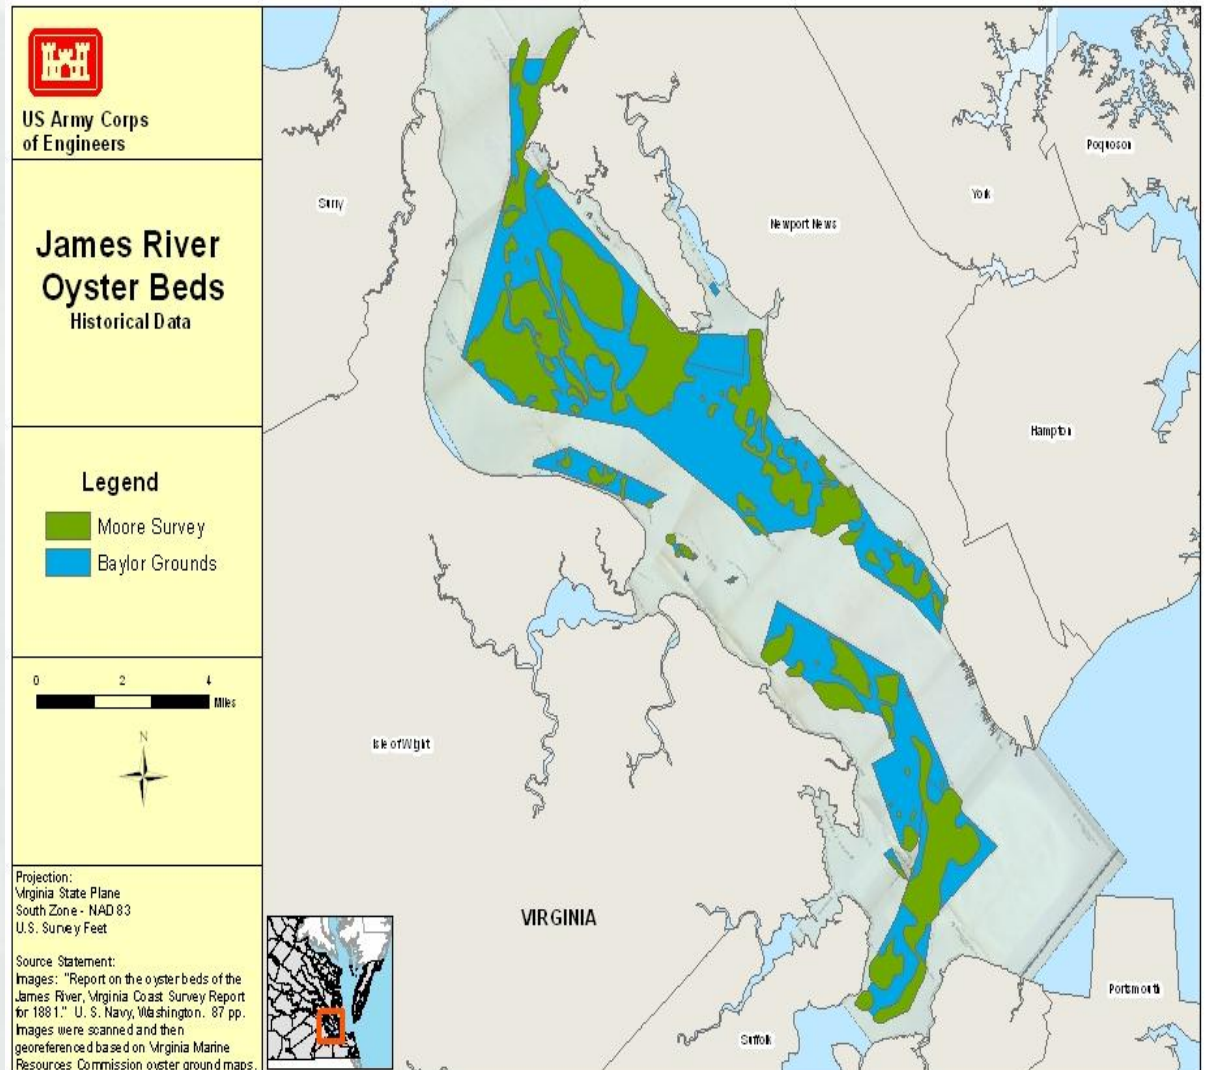 US Army Corps
of Engineers
James River
Oyster Beds
Historical Data
Legend
Moore Survey
Baylor Grounds
0 2 4
Miles
N
Projection:
Virginia State Plane
South Zone - NAD 83
U.S. Survey Feet
Source Statement:
Images: "Report on the oyster beds of the
James River, Virginia Coast Survey Report
for 1881." U. S. Navy, Washington. 87 pp.
Images were scanned and then
georeferenced based on Virginia Marine
Resources Commission oyster ground maps.
Surry
Newport News
York
Poquoson
Hampton
Isle of Wight
VIRGINIA
Suffolk
Portsmouth